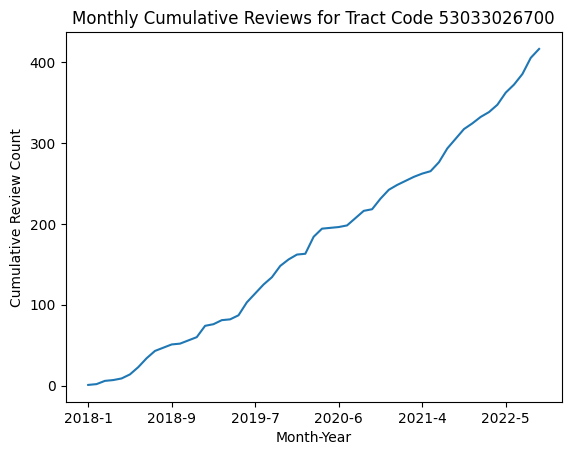 Monthly Cumulative Reviews for Tract Code 53033026700
Cumulative Review Count
400
300
200
100
0
2018-1 2018-9 2019-7 2020-6 2021-4 2022-5
Month-Year